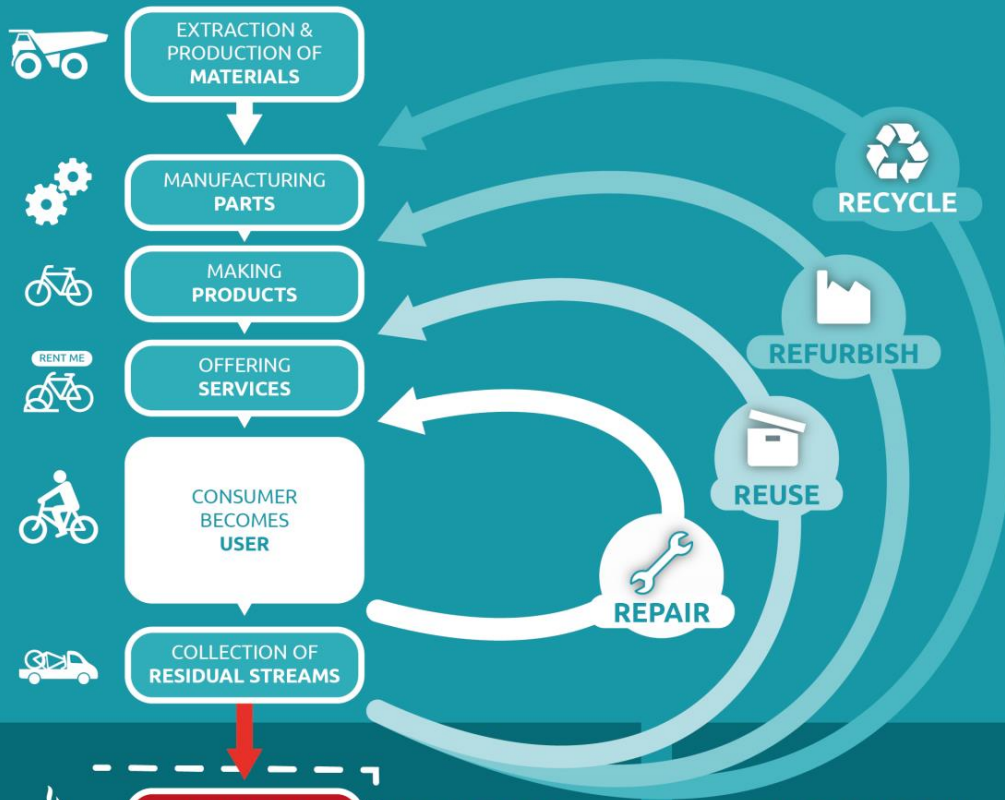 EXTRACTION &
PRODUCTION OF
MATERIALS
MANUFACTURING
PARTS
MAKING
PRODUCTS
RENT ME
OFFERING
SERVICES
CONSUMER
BECOMES
USER
COLLECTION OF
RESIDUAL STREAMS
RECYCLE
REFURBISH
REUSE
REPAIR